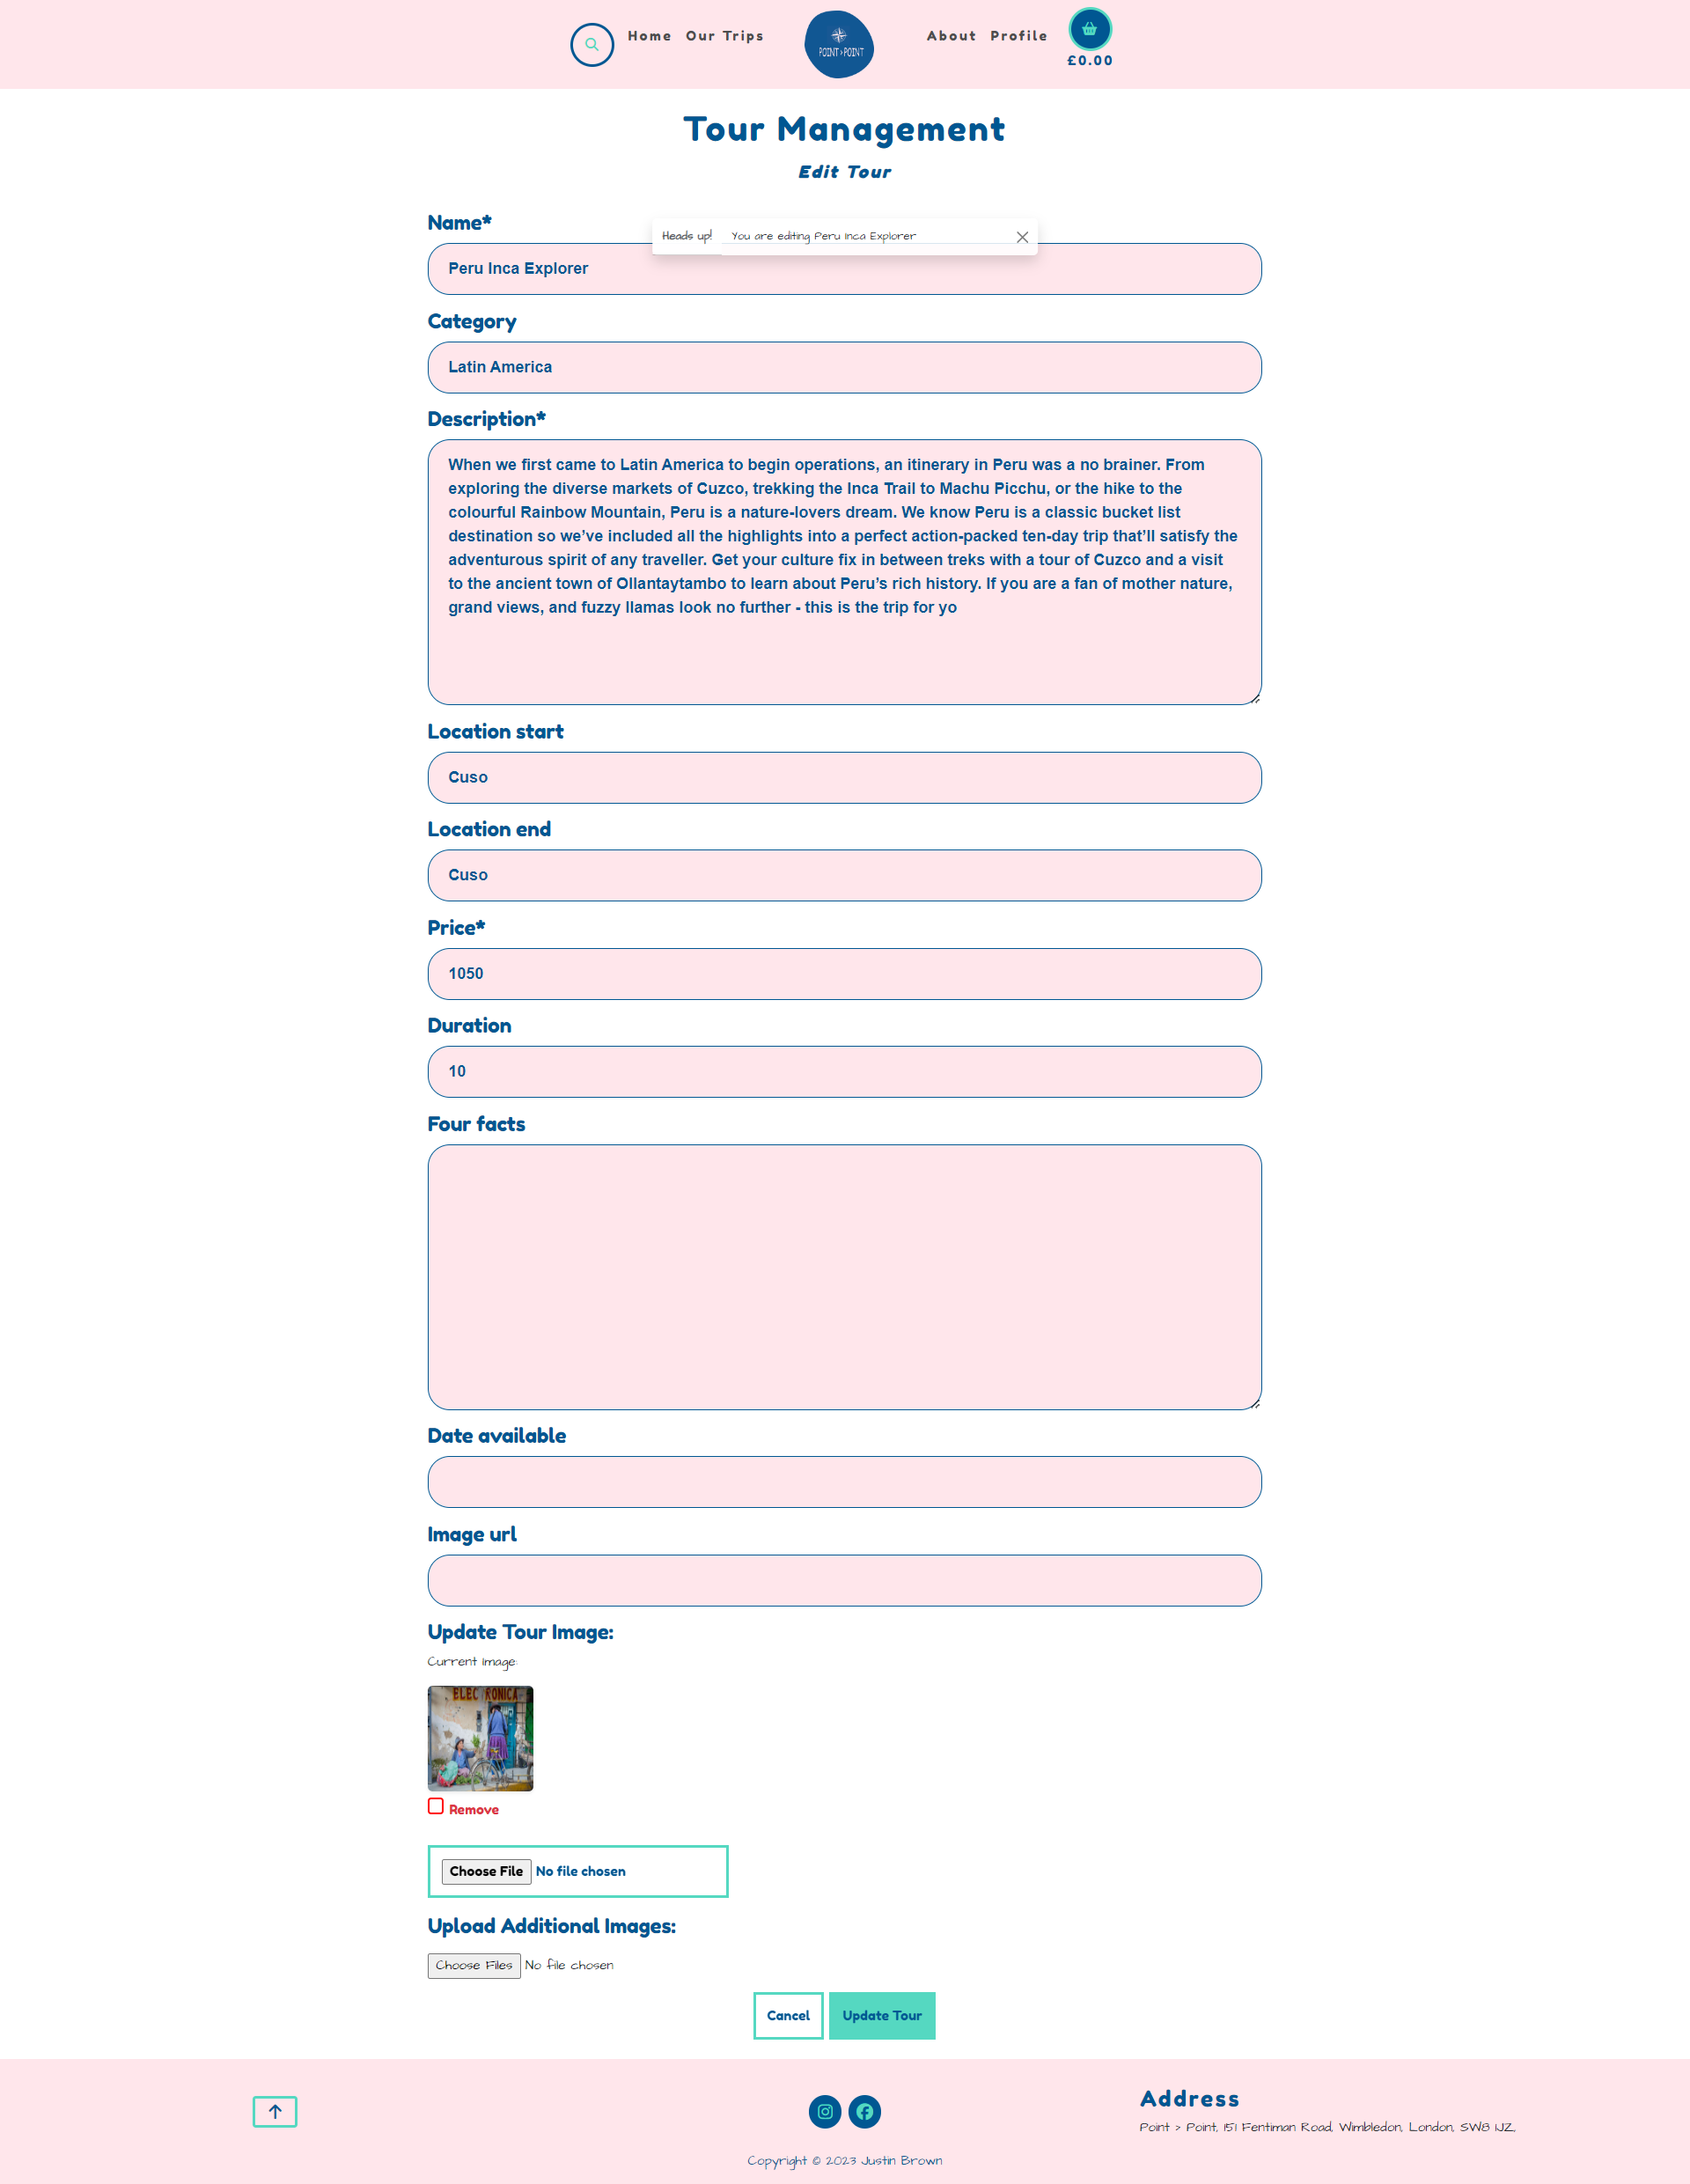 Home Our Trips
POINT > POINT
About Profile
£0.00
Tour Management
Edit Tour
Name*
Heads up! You are editing Peru Inca Explorer
Peru Inca Explorer
Category
Latin America
Description*
When we first came to Latin America to begin operations, an itinerary in Peru was a no brainer. From
exploring the diverse markets of Cuzco, trekking the Inca Trail to Machu Picchu, or the hike to the
colourful Rainbow Mountain, Peru is a nature-lovers dream. We know Peru is a classic bucket list
destination so we’ve included all the highlights into a perfect action-packed ten-day trip that’ll satisfy the
adventurous spirit of any traveller. Get your culture fix in between treks with a tour of Cuzco and a visit
to the ancient town of Ollantaytambo to learn about Peru’s rich history. If you are a fan of mother nature,
grand views, and fuzzy llamas look no further - this is the trip for yo
Location start
Cuso
Location end
Cuso
Price*
1050
Duration
10
Four facts
Date available
Image url
Update Tour Image:
Current Image:
ELECTRONICA
Remove
Choose File No file chosen
Upload Additional Images:
Choose Files No file chosen
Cancel Update Tour
Address
Point > Point, 151 Fentiman Road, Wimbledon, London, SW8 1JZ,
Copyright © 2023 Justin Brown